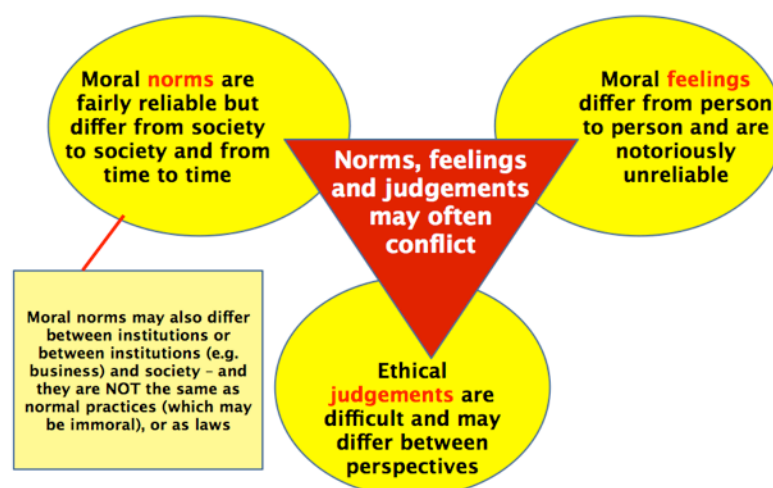 Moral norms are
fairly reliable but
differ from society
to society and from
time to time
Moral feelings
differ from person
to person and are
notoriously
unreliable
Norms, feelings
and judgements
may often
conflict
Moral norms may also differ
between institutions or
between institutions (e.g.
business) and society – and
they are NOT the same as
normal practices (which may
be immoral), or as laws
Ethical
judgements are
difficult and may
differ between
perspectives